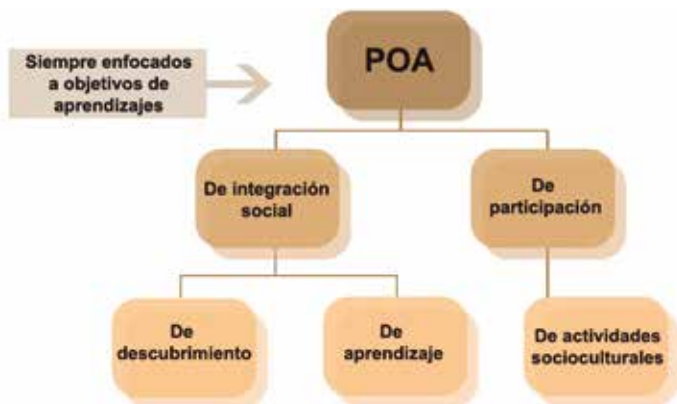 Siempre enfocados
a objetivos de
aprendizajes
POA
De integración
social
De
participación
De
descubrimiento
De
aprendizaje
De actividades
socioculturales